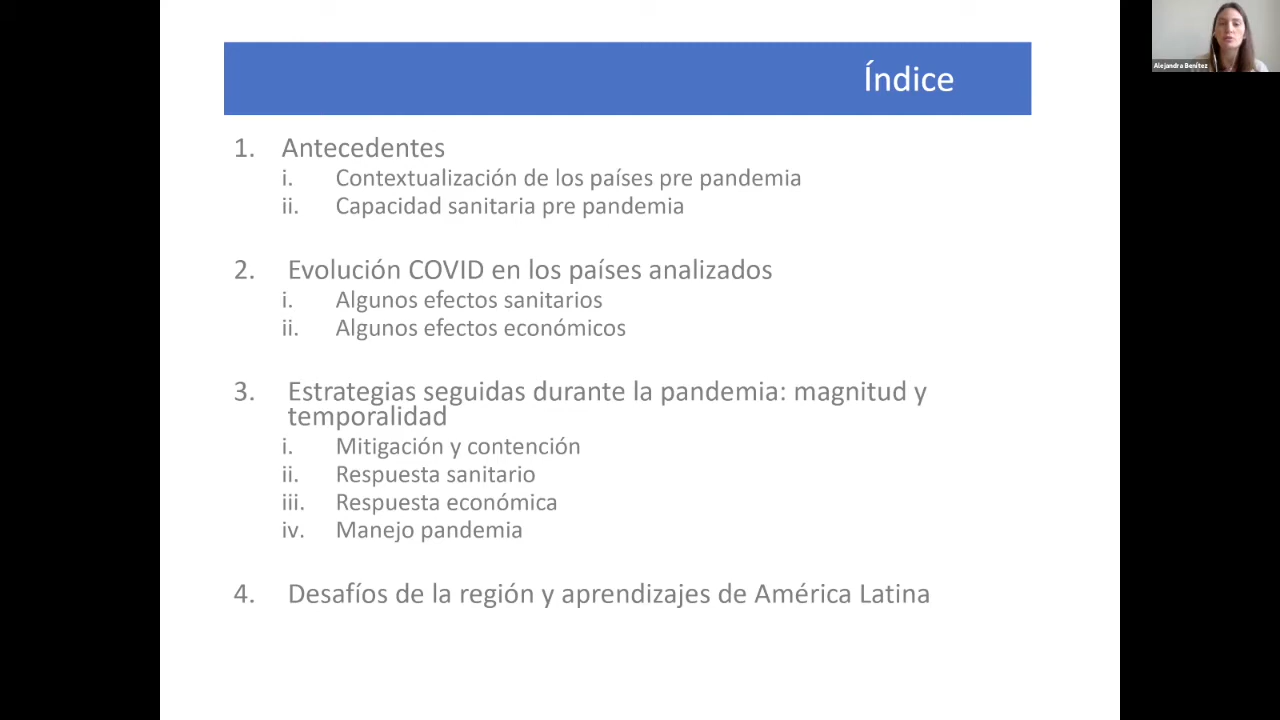 Índice
1. Antecedentes
i. Contextualización de los países pre pandemia
ii. Capacidad sanitaria pre pandemia
2. Evolución COVID en los países analizados
i. Algunos efectos sanitarios
ii. Algunos efectos económicos
3. Estrategias seguidas durante la pandemia: magnitud y
temporalidad
i. Mitigación y contención
ii. Respuesta sanitario
iii. Respuesta económica
iv. Manejo pandemia
4. Desafíos de la región y aprendizajes de América Latina
Alejandra Benítez